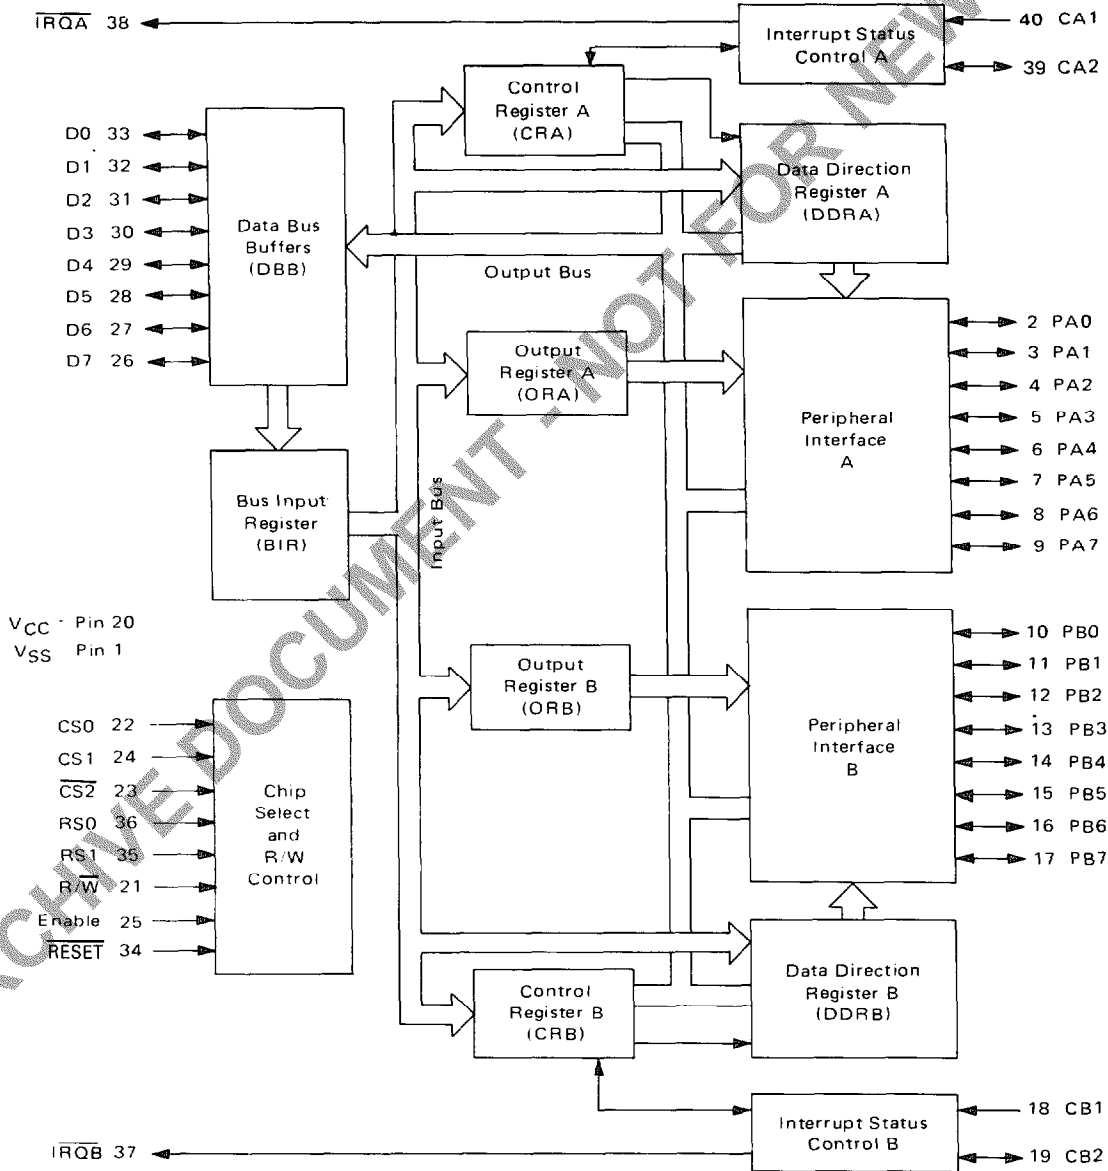 IRQA 38
Interrupt Status
Control A
40 CA1
39 CA2
Control
Register A
(CRA)
D0 33
D1 32
D2 31
D3 30
D4 29
D5 28
D6 27
D7 26
Data Bus
Buffers
(DBB)
Data Direction
Register A
(DDRA)
Output Bus
Output
Register A
(ORA)
Peripheral
Interface
A
2 PA0
3 PA1
4 PA2
5 PA3
6 PA4
7 PA5
8 PA6
9 PA7
Bus Input
Register
(BIR)
Input Bus
VCC - Pin 20
VSS Pin 1
Output
Register B
(ORB)
Peripheral
Interface
B
10 PB0
11 PB1
12 PB2
13 PB3
14 PB4
15 PB5
16 PB6
17 PB7
CS0 22
CS1 24
CS2 23
RS0 36
RS1 35
R/W 21
Enable 25
RESET 34
Chip
Select
and
R/W
Control
Control
Register B
(CRB)
Data Direction
Register B
(DDRB)
Interrupt Status
Control B
18 CB1
19 CB2
IRQB 37
RCHIVE DOCUMENT - NOT FOR NEW